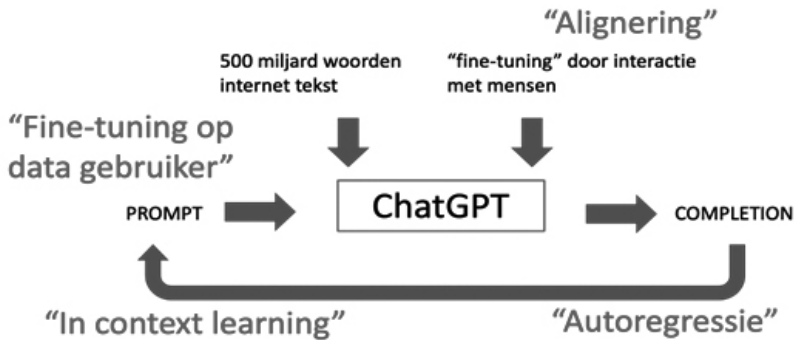 “Alignering”
500 miljard woorden
internet tekst
“fine-tuning” door interactie
met mensen
“Fine-tuning op
data gebruiker”
PROMPT
ChatGPT
COMPLETION
“In context learning”
“Autoregressie”